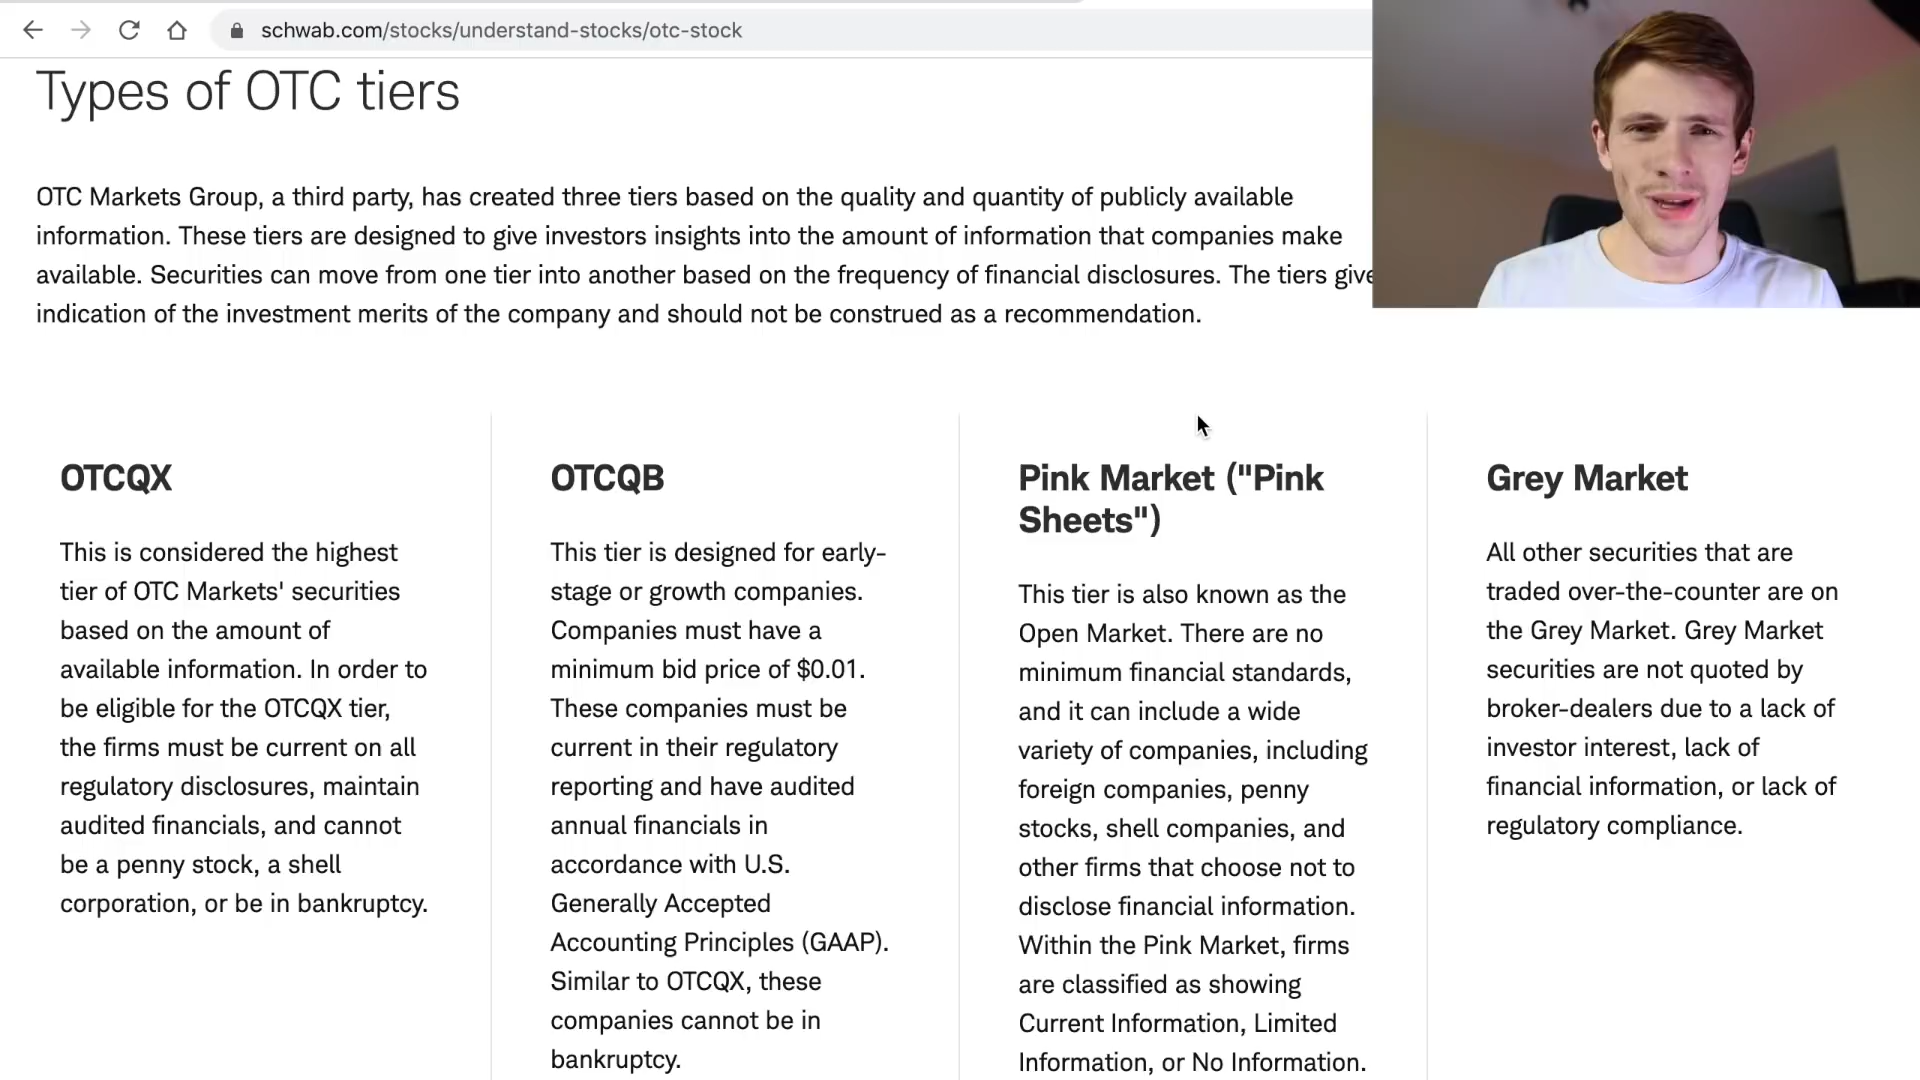 schwab.com/stocks/understand-stocks/otc-stock
Types of OTC tiers
OTC Markets Group, a third party, has created three tiers based on the quality and quantity of publicly available
information. These tiers are designed to give investors insights into the amount of information that companies make
available. Securities can move from one tier into another based on the frequency of financial disclosures. The tiers give
indication of the investment merits of the company and should not be construed as a recommendation.
OTCQX
This is considered the highest
tier of OTC Markets' securities
based on the amount of
available information. In order to
be eligible for the OTCQX tier,
the firms must be current on all
regulatory disclosures, maintain
audited financials, and cannot
be a penny stock, a shell
corporation, or be in bankruptcy.
OTCQB
This tier is designed for early-
stage or growth companies.
Companies must have a
minimum bid price of $0.01.
These companies must be
current in their regulatory
reporting and have audited
annual financials in
accordance with U.S.
Generally Accepted
Accounting Principles (GAAP).
Similar to OTCQX, these
companies cannot be in
bankruptcy.
Pink Market ("Pink
Sheets")
This tier is also known as the
Open Market. There are no
minimum financial standards,
and it can include a wide
variety of companies, including
foreign companies, penny
stocks, shell companies, and
other firms that choose not to
disclose financial information.
Within the Pink Market, firms
are classified as showing
Current Information, Limited
Information, or No Information.
Grey Market
All other securities that are
traded over-the-counter are on
the Grey Market. Grey Market
securities are not quoted by
broker-dealers due to a lack of
investor interest, lack of
financial information, or lack of
regulatory compliance.